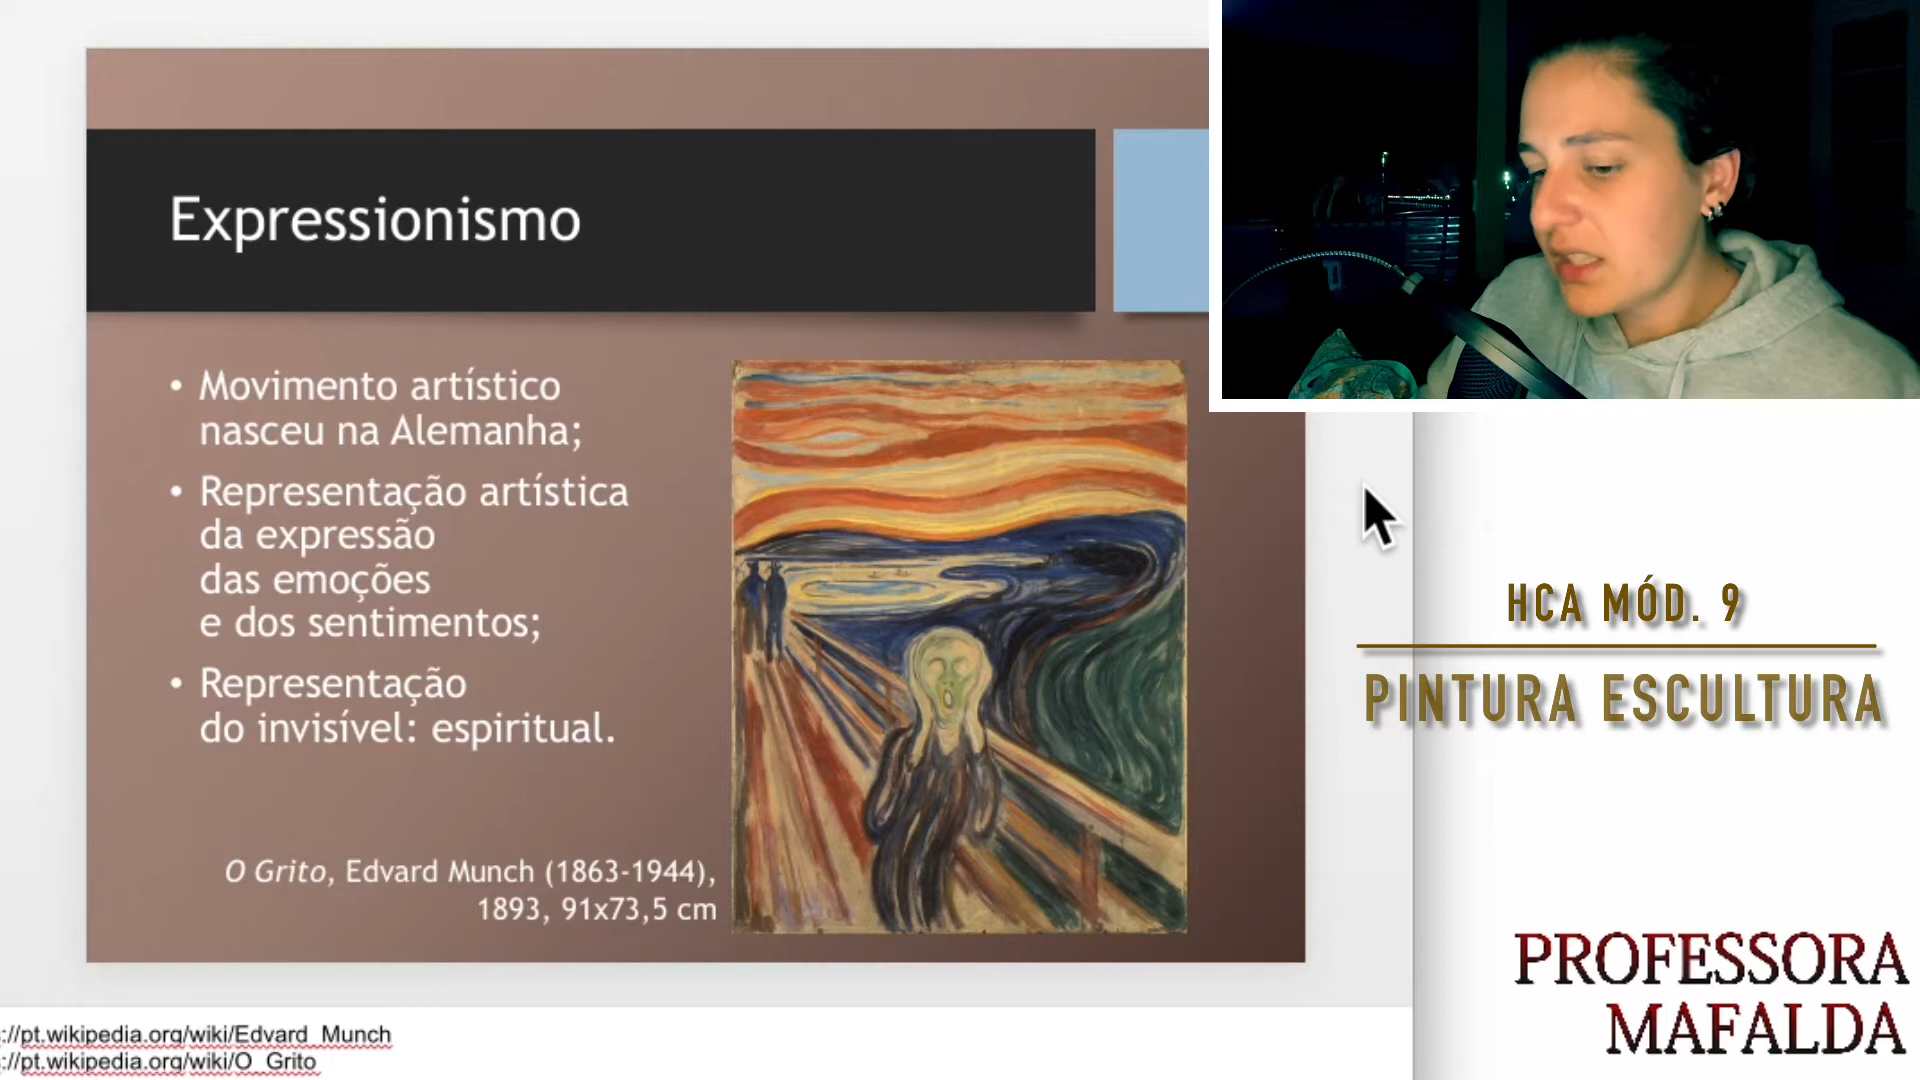 Expressionismo
• Movimento artístico
nasceu na Alemanha;
• Representação artística
da expressão
das emoções
e dos sentimentos;
• Representação
do invisível: espiritual.
O Grito, Edvard Munch (1863-1944),
1893, 91x73,5 cm
://pt.wikipedia.org/wiki/Edvard_Munch
://pt.wikipedia.org/wiki/O_Grito
HCA MÓD. 9
PINTURA ESCULTURA
PROFESSORA
MAFALDA